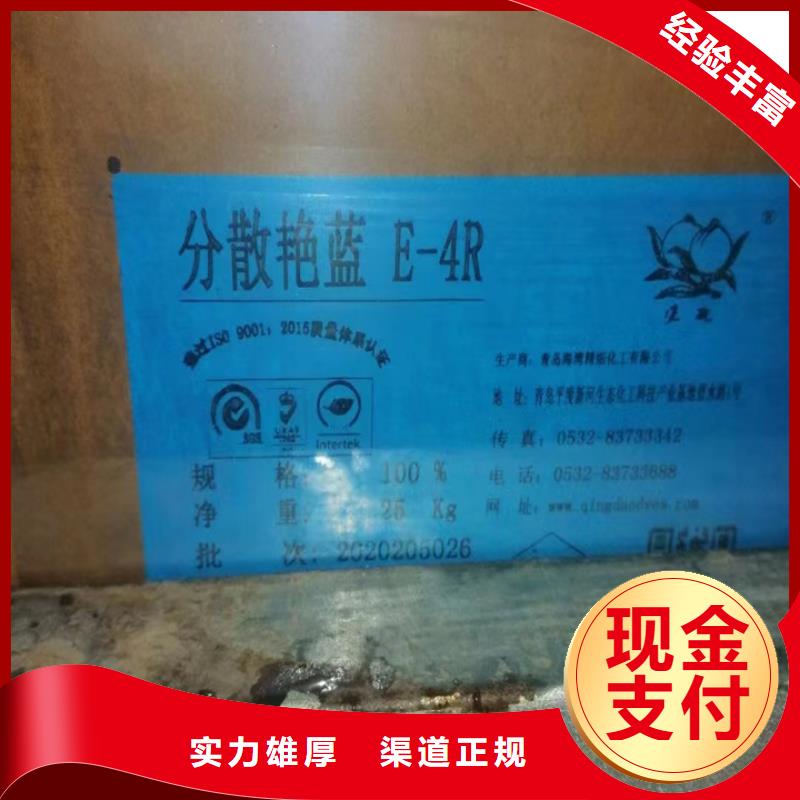 经验丰富
分散艳蓝 E-4R
®
通过ISO 9001：2015质量体系认证
SGS
UKAS
Intertek
生产商：青岛海湾精细化工有限公司
地 址：青岛平度新河生态化工科技产业基地春水路1号
传 真：0532-83733342
电 话：0532-83733688
网 址：www.qingdaodyes.com
规 格：100 %
净 重：25 Kg
批 次：2020205026
现金
支付
实力雄厚 渠道正规